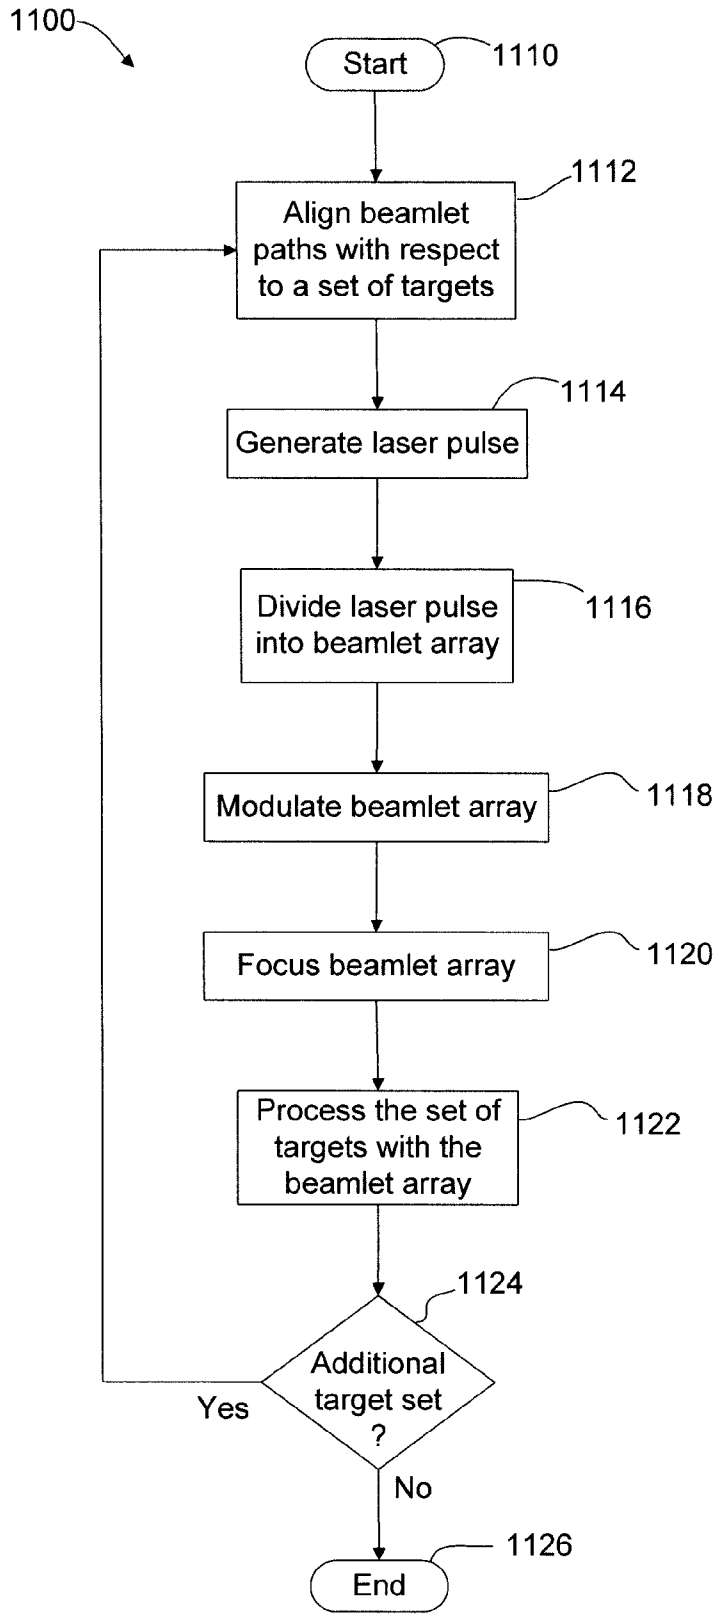 1100
Start
1110
1112
Align beamlet
paths with respect
to a set of targets
1114
Generate laser pulse
Divide laser pulse
into beamlet array
1116
Modulate beamlet array
1118
Focus beamlet array
1120
Process the set of
targets with the
beamlet array
1122
1124
Additional
target set
?
Yes
No
1126
End